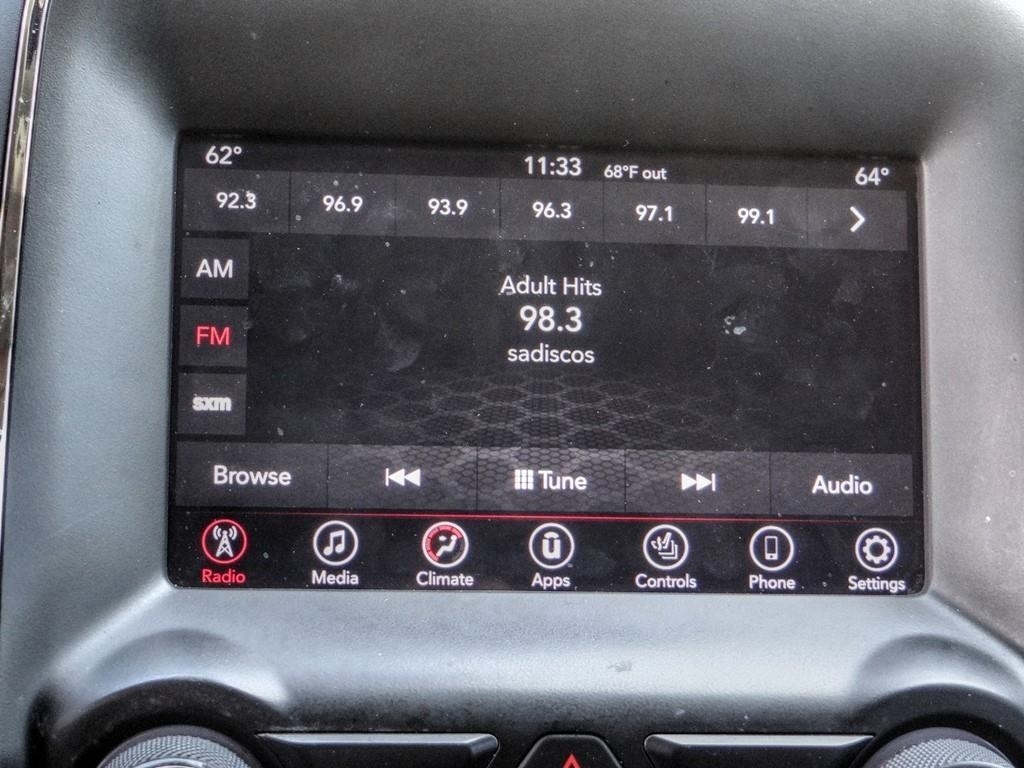 62° 11:33 68°F out 64°
92.3 96.9 93.9 96.3 97.1 99.1
AM
Adult Hits
98.3
FM
sadiscos
sxm
Browse Tune Audio
Radio Media Climate Apps Controls Phone Settings